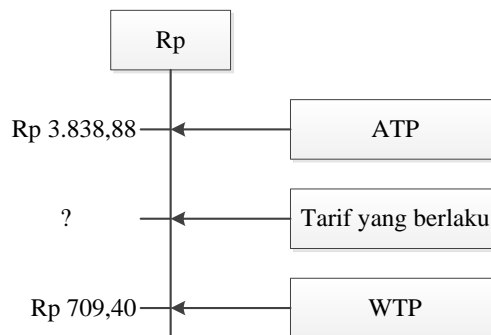 Rp
Rp 3.838,88
ATP
?
Tarif yang berlaku
Rp 709,40
WTP